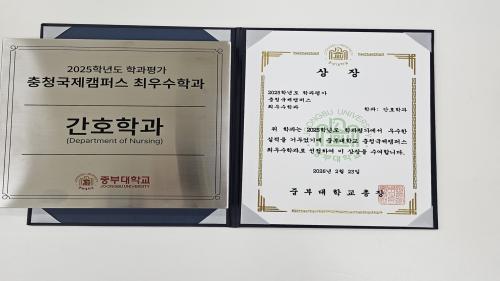 2025학년도 학과평가
충청국제캠퍼스 최우수학과
간호학과
(Department of Nursing)
중부대학교
JOONGBU UNIVERSITY
상장
2025학년도 학과평가
충청국제캠퍼스
최우수학과
학과: 간호학과
위 학과는 2025학년도 학과평가에서 우수한
실적을 거두었기에 중부대학교 충청국제캠퍼스
최우수학과로 선정하여 이 상장을 수여합니다.
2026년 2월 23일
중부대학교총장